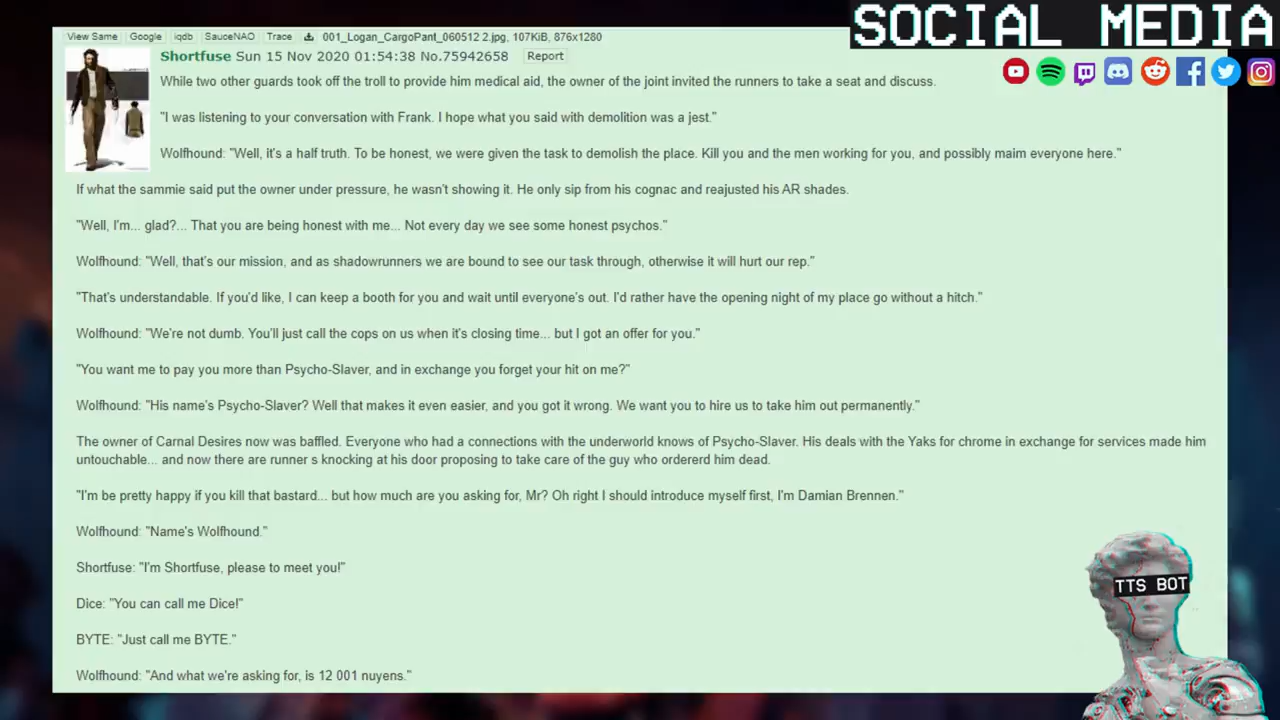 SOCIAL MEDIA
View Same Google iqdb SauceNAO Trace 001_Logan_CargoPant_060512 2.jpg, 107KiB, 876x1280
Shortfuse Sun 15 Nov 2020 01:54:38 No.75942658 Report
While two other guards took off the troll to provide him medical aid, the owner of the joint invited the runners to take a seat and discuss.
"I was listening to your conversation with Frank. I hope what you said with demolition was a jest."
Wolfhound: "Well, it's a half truth. To be honest, we were given the task to demolish the place. Kill you and the men working for you, and possibly maim everyone here."
If what the sammie said put the owner under pressure, he wasn't showing it. He only sip from his cognac and reajusted his AR shades.
"Well, I'm... glad?... That you are being honest with me... Not every day we see some honest psychos."
Wolfhound: "Well, that's our mission, and as shadowrunners we are bound to see our task through, otherwise it will hurt our rep."
"That's understandable. If you'd like, I can keep a booth for you and wait until everyone's out. I'd rather have the opening night of my place go without a hitch."
Wolfhound: "We're not dumb. You'll just call the cops on us when it's closing time... but I got an offer for you."
"You want me to pay you more than Psycho-Slaver, and in exchange you forget your hit on me?"
Wolfhound: "His name's Psycho-Slaver? Well that makes it even easier, and you got it wrong. We want you to hire us to take him out permanently."
The owner of Carnal Desires now was baffled. Everyone who had a connections with the underworld knows of Psycho-Slaver. His deals with the Yaks for chrome in exchange for services made him
untouchable... and now there are runner s knocking at his door proposing to take care of the guy who ordererd him dead.
"I'm be pretty happy if you kill that bastard... but how much are you asking for, Mr? Oh right I should introduce myself first, I'm Damian Brennen."
Wolfhound: "Name's Wolfhound."
Shortfuse: "I'm Shortfuse, please to meet you!"
Dice: "You can call me Dice!"
BYTE: "Just call me BYTE."
Wolfhound: "And what we're asking for, is 12 001 nuyens."
TTS BOT